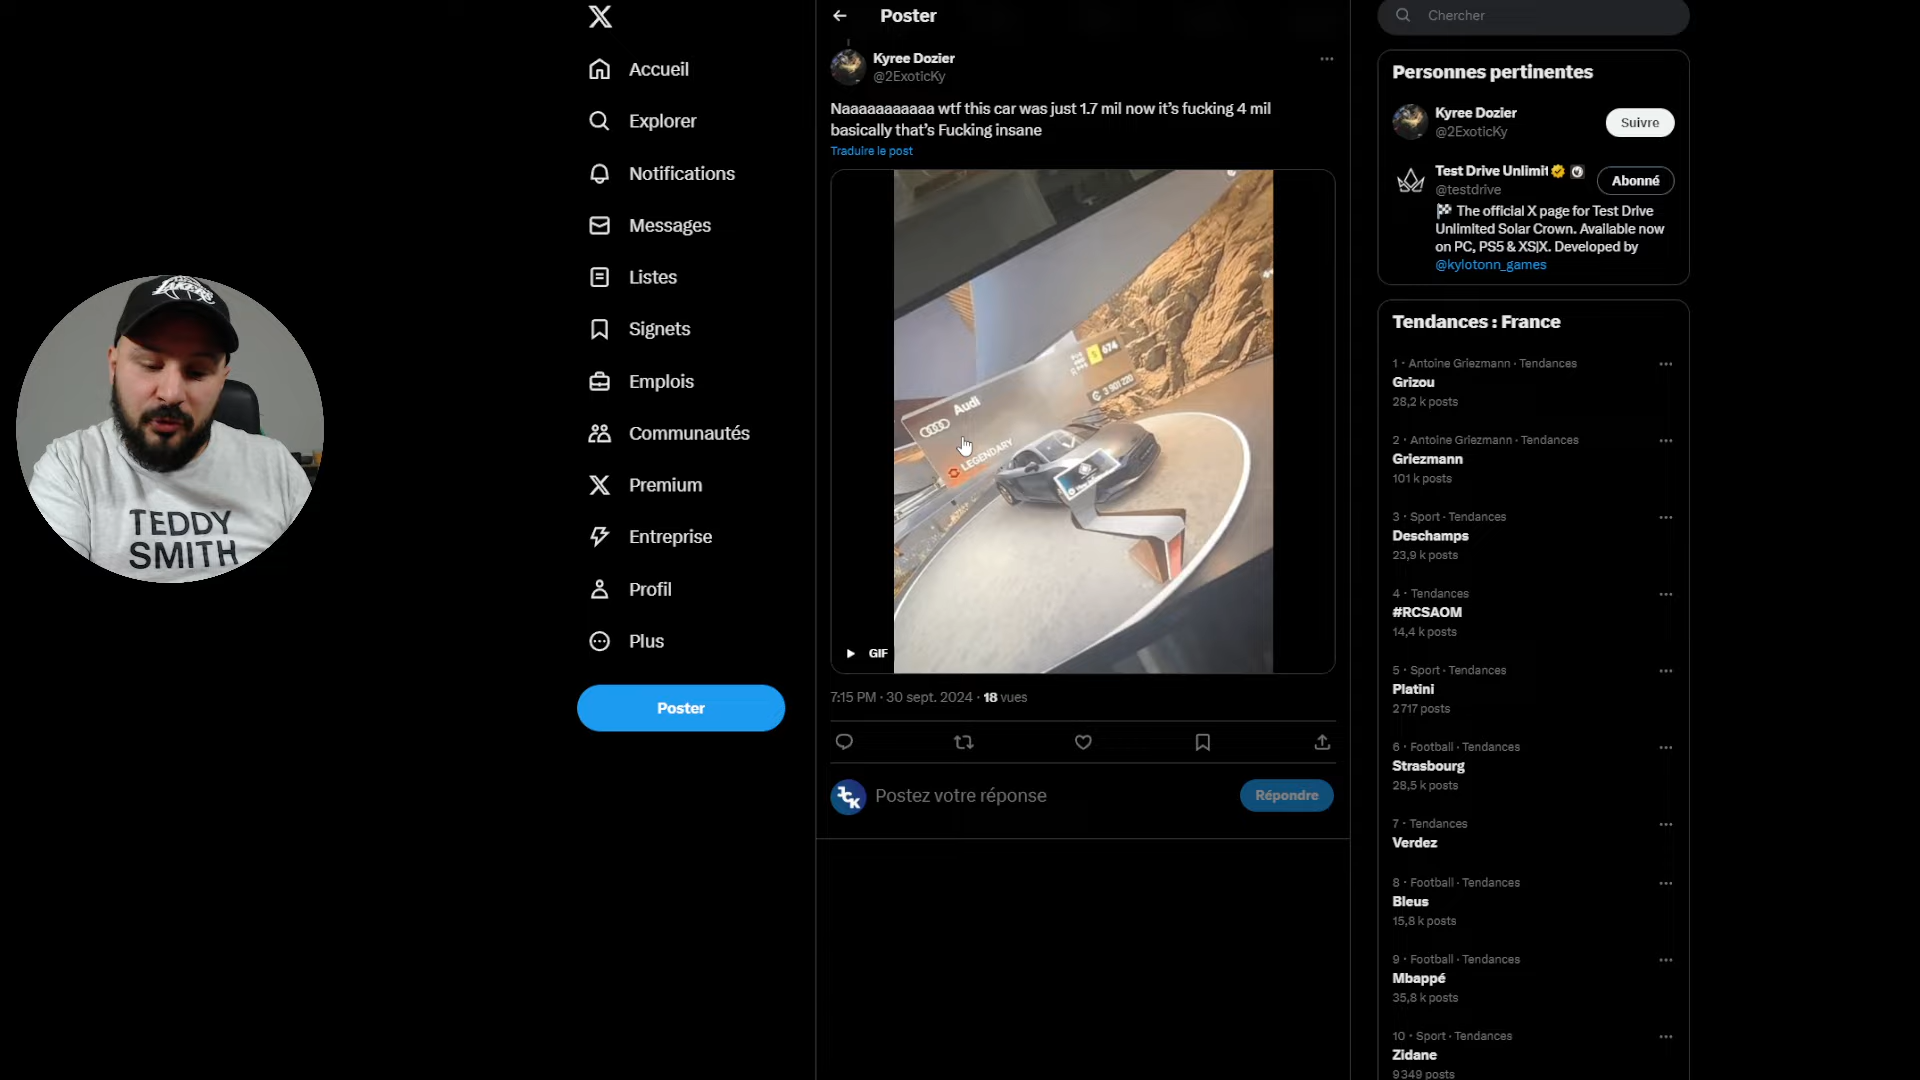 LAKERS
TEDDY
SMITH
Accueil
Explorer
Notifications
Messages
Listes
Signets
Emplois
Communautés
Premium
Entreprise
Profil
Plus
Poster
Poster
Kyree Dozier
@2ExoticKy
Naaaaaaaaaaa wtf this car was just 1.7 mil now it’s fucking 4 mil
basically that’s Fucking insane
Traduire le post
674
3 901 220
Audi
LEGENDARY
GIF
7:15 PM · 30 sept. 2024 · 18 vues
Postez votre réponse
Répondre
Chercher
Personnes pertinentes
Kyree Dozier
@2ExoticKy
Suivre
Test Drive Unlimit
@testdrive
Abonné
The official X page for Test Drive
Unlimited Solar Crown. Available now
on PC, PS5 & XS|X. Developed by
@kylotonn_games
Tendances : France
1 · Antoine Griezmann · Tendances
Grizou
28,2 k posts
2 · Antoine Griezmann · Tendances
Griezmann
101 k posts
3 · Sport · Tendances
Deschamps
23,9 k posts
4 · Tendances
#RCSAOM
14,4 k posts
5 · Sport · Tendances
Platini
2 717 posts
6 · Football · Tendances
Strasbourg
28,5 k posts
7 · Tendances
Verdez
8 · Football · Tendances
Bleus
15,8 k posts
9 · Football · Tendances
Mbappé
35,8 k posts
10 · Sport · Tendances
Zidane
9 349 posts